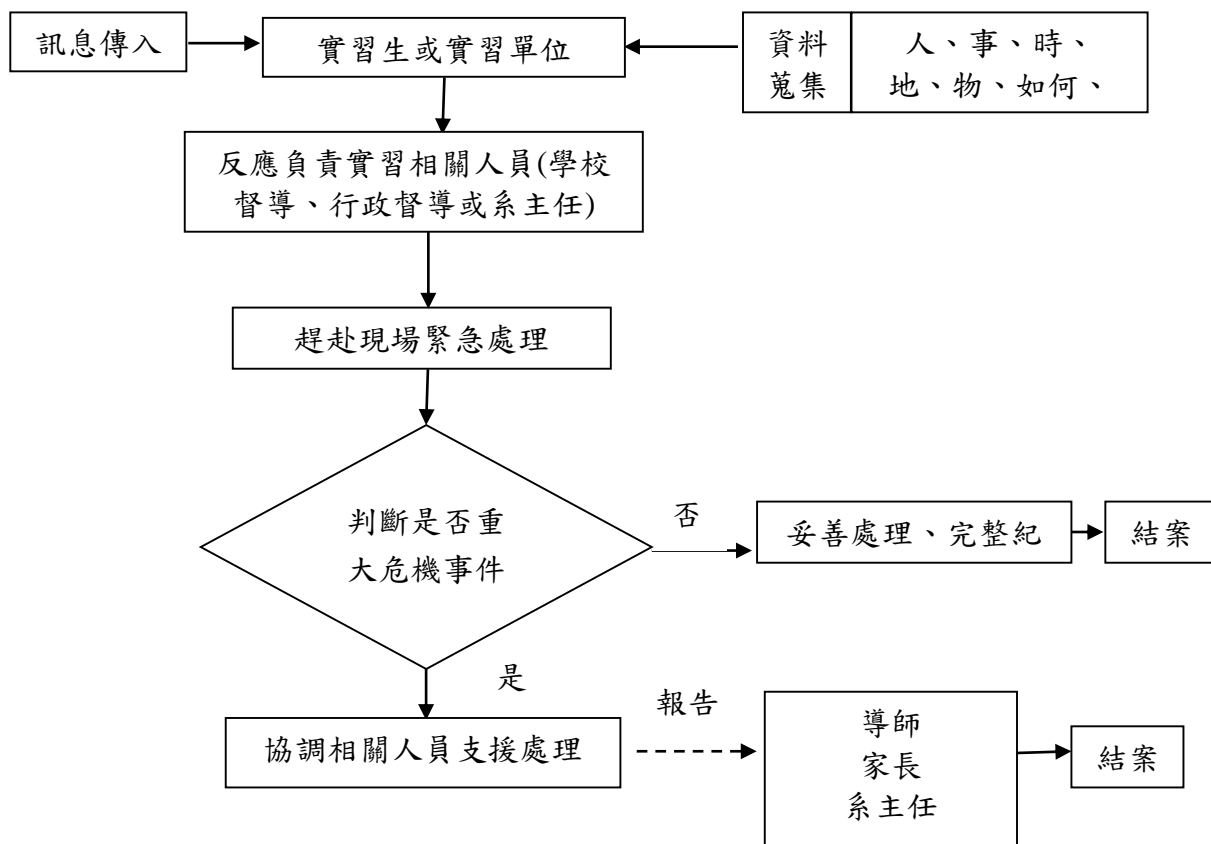 訊息傳入
實習生或實習單位
資料
蒐集
人、事、時、
地、物、如何、
反應負責實習相關人員(學校
督導、行政督導或系主任)
趕赴現場緊急處理
判斷是否重
大危機事件
否
妥善處理、完整紀
結案
是
協調相關人員支援處理
報告
導師
家長
系主任
結案